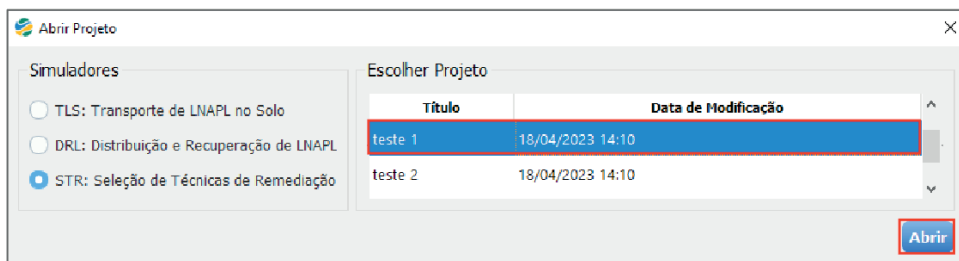 Abrir Projeto
Simuladores
TLS: Transporte de LNAPL no Solo
DRL: Distribuição e Recuperação de LNAPL
STR: Seleção de Técnicas de Remediação
Escolher Projeto
Título Data de Modificação
teste 1 18/04/2023 14:10
teste 2 18/04/2023 14:10
Abrir